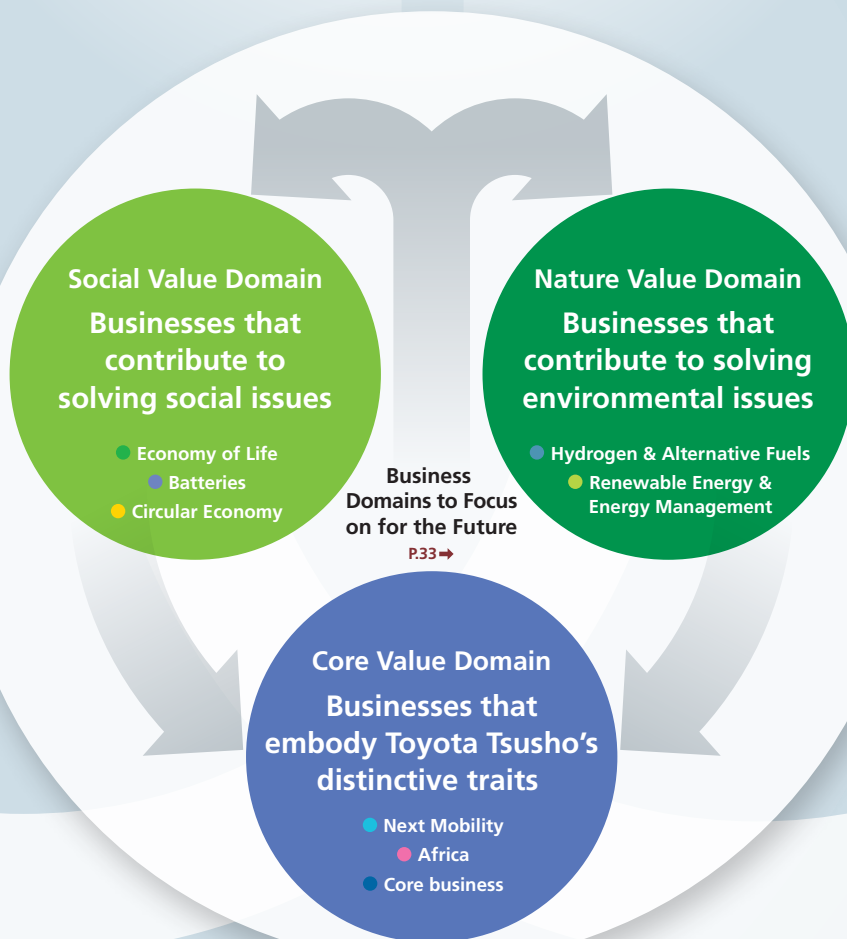 Social Value Domain
Businesses that
contribute to
solving social issues
Economy of Life
Batteries
Circular Economy
Nature Value Domain
Businesses that
contribute to solving
environmental issues
Hydrogen & Alternative Fuels
Renewable Energy &
Energy Management
Business
Domains to Focus
on for the Future
P.33➡
Core Value Domain
Businesses that
embody Toyota Tsusho’s
distinctive traits
Next Mobility
Africa
Core business